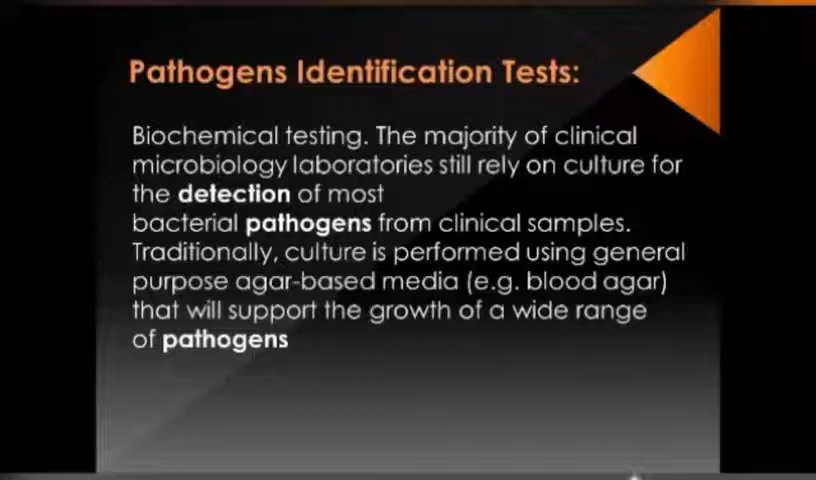 Pathogens Identification Tests:
Biochemical testing. The majority of clinical
microbiology laboratories still rely on culture for
the detection of most
bacterial pathogens from clinical samples.
Traditionally, culture is performed using general
purpose agar-based media (e.g. blood agar)
that will support the growth of a wide range
of pathogens